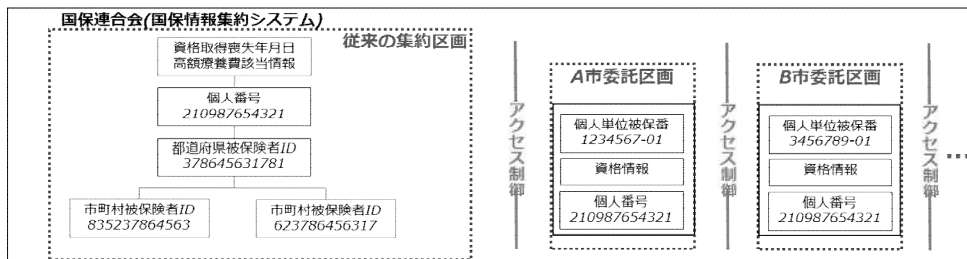 国保連合会(国保情報集約システム)
従来の集約区画
資格取得喪失年月日
高額療養費該当情報
個人番号
210987654321
都道府県被保険者ID
378645631781
市町村被保険者ID
835237864563
市町村被保険者ID
623786456317
アクセス制御
A市委託区画
個人単位被保番
1234567-01
資格情報
個人番号
210987654321
アクセス制御
B市委託区画
個人単位被保番
3456789-01
資格情報
個人番号
210987654321
アクセス制御